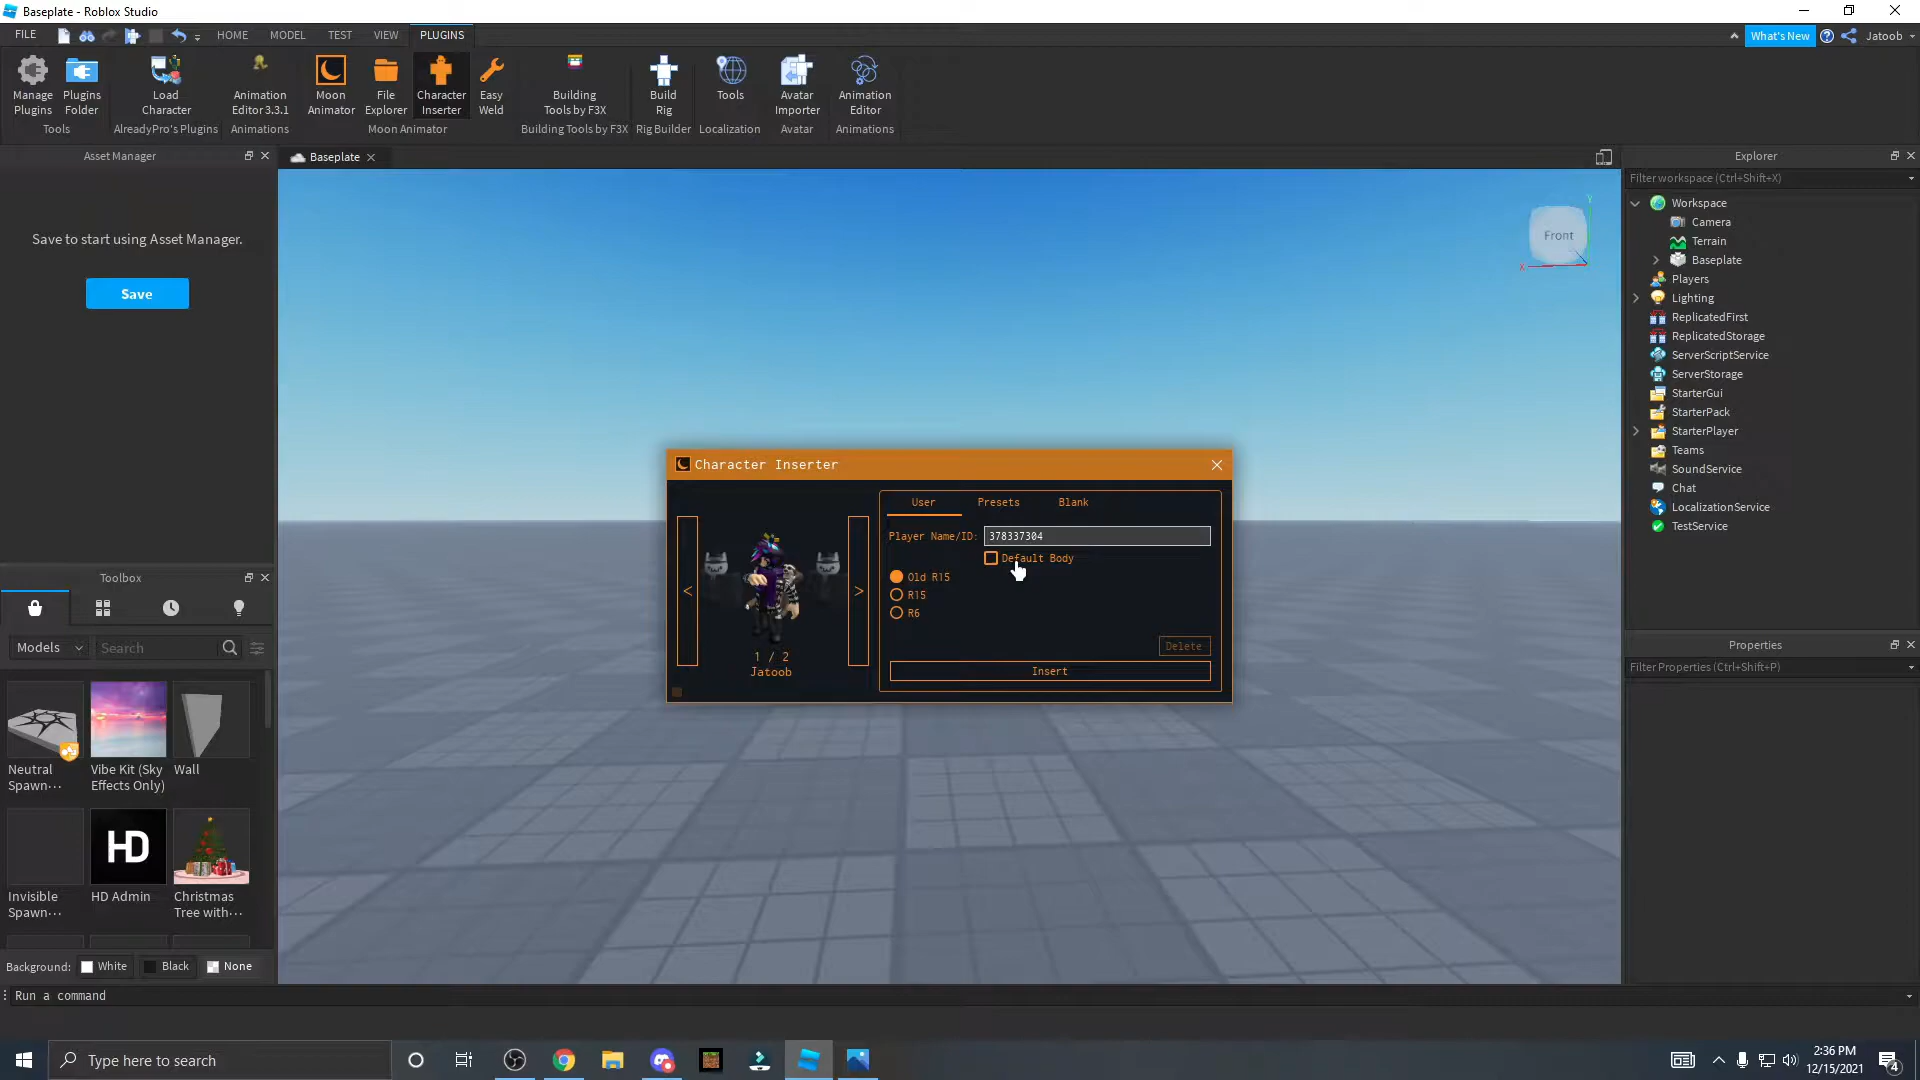 Baseplate - Roblox Studio
FILE
HOME
MODEL
TEST
VIEW
PLUGINS
What's New
Jatoob
Manage Plugins
Plugins Folder
Load Character
Animation Editor 3.3.1
Moon Animator
File Explorer
Character Inserter
Easy Weld
Building Tools by F3X
Build Rig
Tools
Avatar Importer
Animation Editor
Tools
AlreadyPro's Plugins
Animations
Moon Animator
Building Tools by F3X
Rig Builder
Localization
Avatar
Animations
Asset Manager
Save to start using Asset Manager.
Save
Baseplate
Front
Y
X
Explorer
Filter workspace (Ctrl+Shift+X)
Workspace
Camera
Terrain
Baseplate
Players
Lighting
ReplicatedFirst
ReplicatedStorage
ServerScriptService
ServerStorage
StarterGui
StarterPack
StarterPlayer
Teams
SoundService
Chat
LocalizationService
TestService
Character Inserter
User
Presets
Blank
Player Name/ID: 378337304
Default Body
Old R15
R15
R6
< >
1 / 2
Jatoob
Delete
Insert
Toolbox
Models
Search
Neutral Spawn...
Vibe Kit (Sky Effects Only)
Wall
HD
Invisible Spawn...
HD Admin
Christmas Tree with...
Background: White Black None
Properties
Filter Properties (Ctrl+Shift+P)
Run a command
Type here to search
2:36 PM
12/15/2021
4